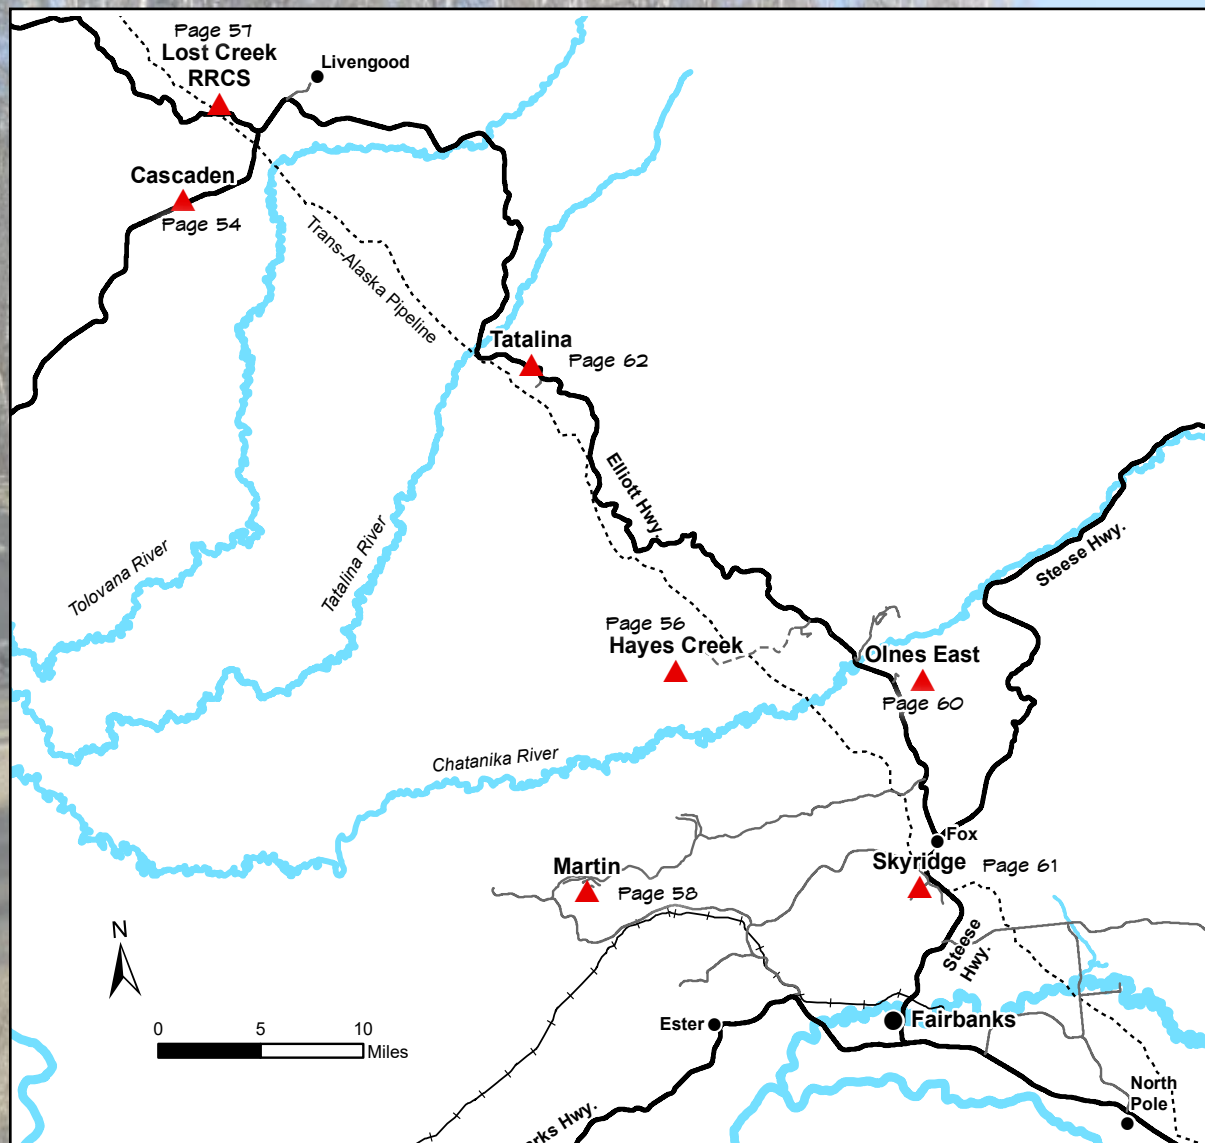 Page 57
Lost Creek
RRCS
Livengood
Cascaden
Page 54
Trans-Alaska Pipeline
Tatalina
Page 62
Elliott Hwy.
Tolovana River
Tatalina River
Steese Hwy.
Page 56
Hayes Creek
Olnes East
Page 60
Chatanika River
Fox
Martin
Page 58
Skyridge
Page 61
N
Steese
Hwy.
0 5 10
Miles
Ester
Fairbanks
North
Pole
rks Hwy.